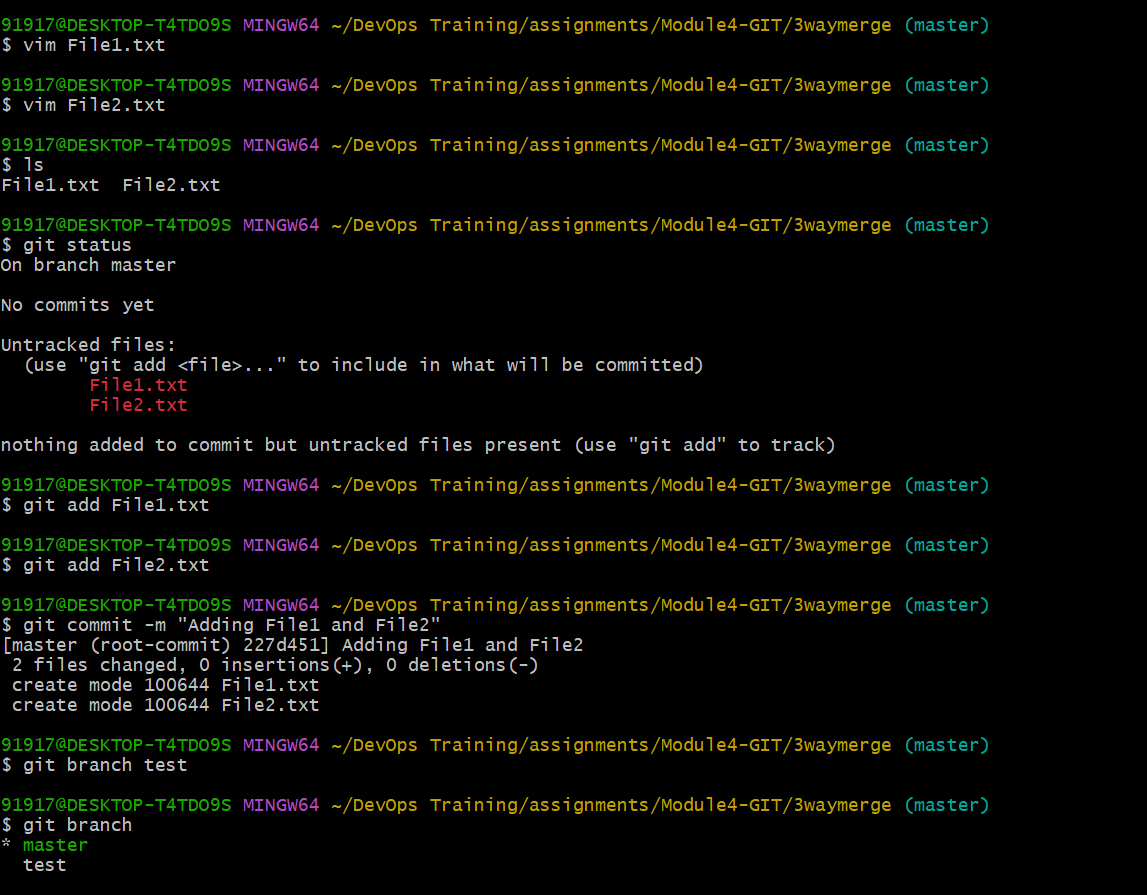 91917@DESKTOP-T4TDO9S MINGW64 ~/DevOps Training/assignments/Module4-GIT/3waymerge (master)
$ vim File1.txt
91917@DESKTOP-T4TDO9S MINGW64 ~/DevOps Training/assignments/Module4-GIT/3waymerge (master)
$ vim File2.txt
91917@DESKTOP-T4TDO9S MINGW64 ~/DevOps Training/assignments/Module4-GIT/3waymerge (master)
$ ls
File1.txt  File2.txt
91917@DESKTOP-T4TDO9S MINGW64 ~/DevOps Training/assignments/Module4-GIT/3waymerge (master)
$ git status
On branch master
No commits yet
Untracked files:
  (use "git add <file>..." to include in what will be committed)
        File1.txt
        File2.txt
nothing added to commit but untracked files present (use "git add" to track)
91917@DESKTOP-T4TDO9S MINGW64 ~/DevOps Training/assignments/Module4-GIT/3waymerge (master)
$ git add File1.txt
91917@DESKTOP-T4TDO9S MINGW64 ~/DevOps Training/assignments/Module4-GIT/3waymerge (master)
$ git add File2.txt
91917@DESKTOP-T4TDO9S MINGW64 ~/DevOps Training/assignments/Module4-GIT/3waymerge (master)
$ git commit -m "Adding File1 and File2"
[master (root-commit) 227d451] Adding File1 and File2
 2 files changed, 0 insertions(+), 0 deletions(-)
 create mode 100644 File1.txt
 create mode 100644 File2.txt
91917@DESKTOP-T4TDO9S MINGW64 ~/DevOps Training/assignments/Module4-GIT/3waymerge (master)
$ git branch test
91917@DESKTOP-T4TDO9S MINGW64 ~/DevOps Training/assignments/Module4-GIT/3waymerge (master)
$ git branch
* master
  test